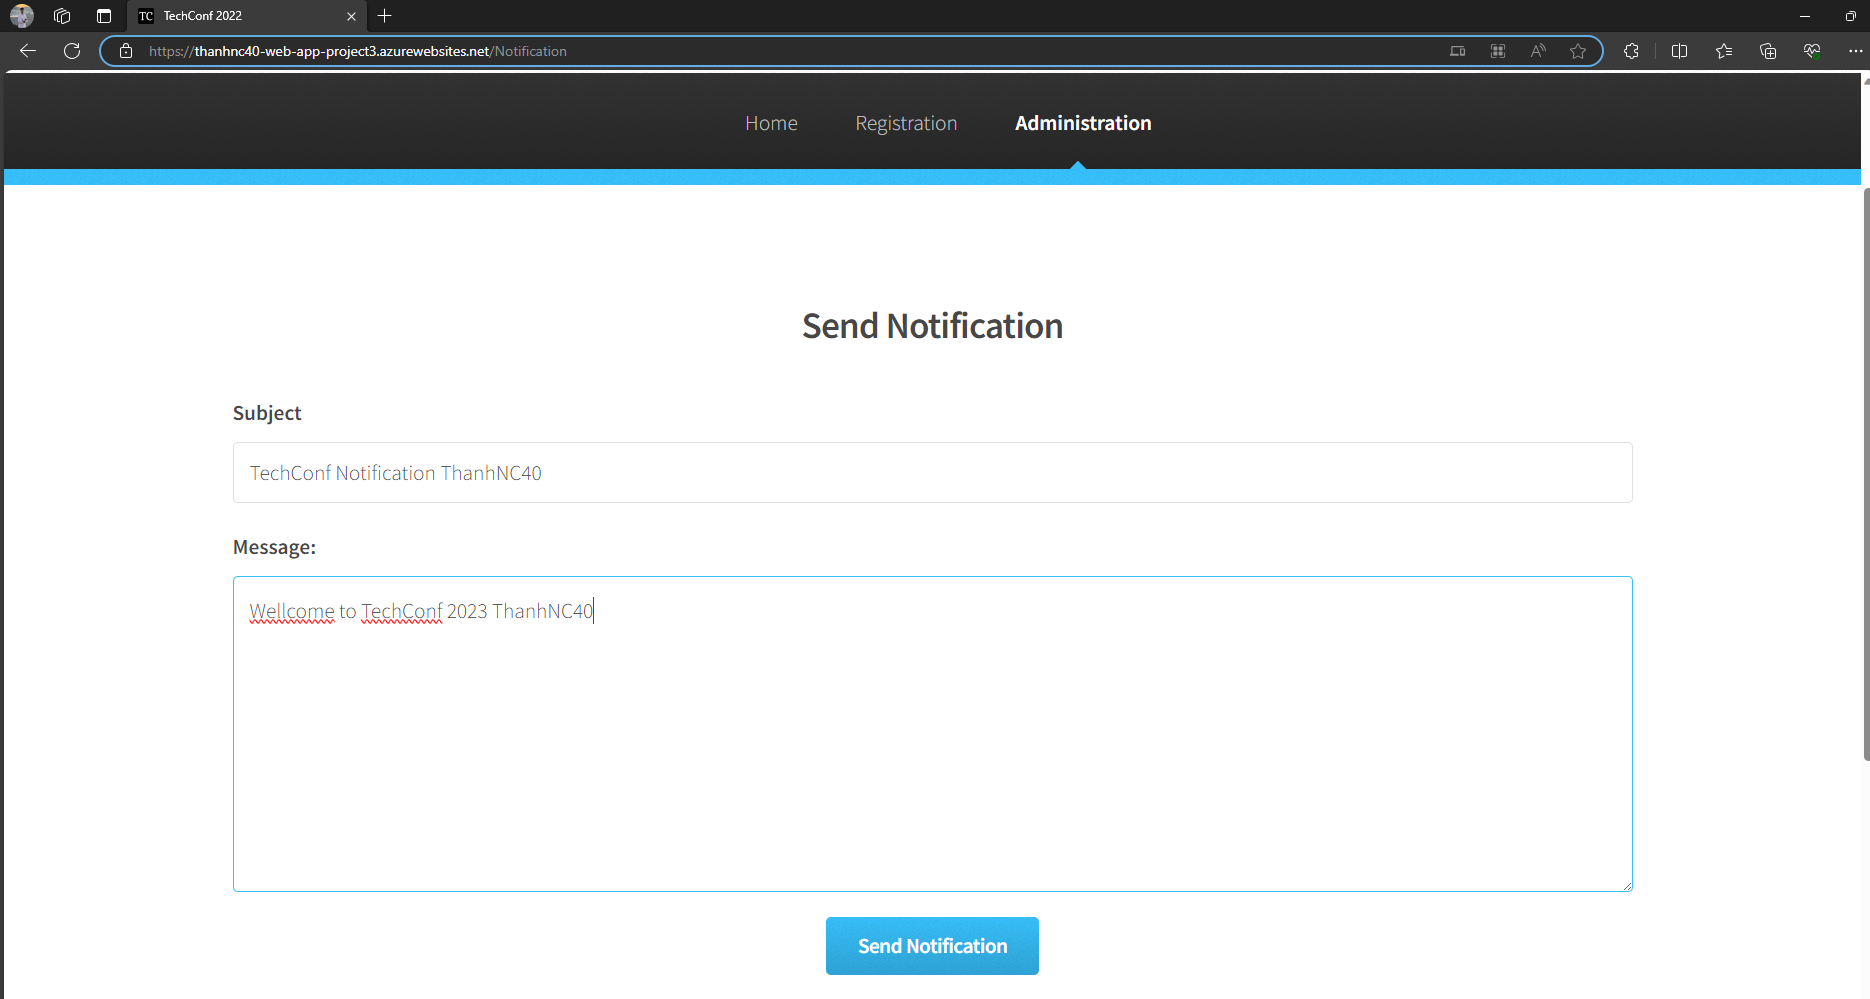 TC TechConf 2022
https://thanhnc40-web-app-project3.azurewebsites.net/Notification
Home Registration Administration
Send Notification
Subject
TechConf Notification ThanhNC40
Message:
Wellcome to TechConf 2023 ThanhNC40
Send Notification